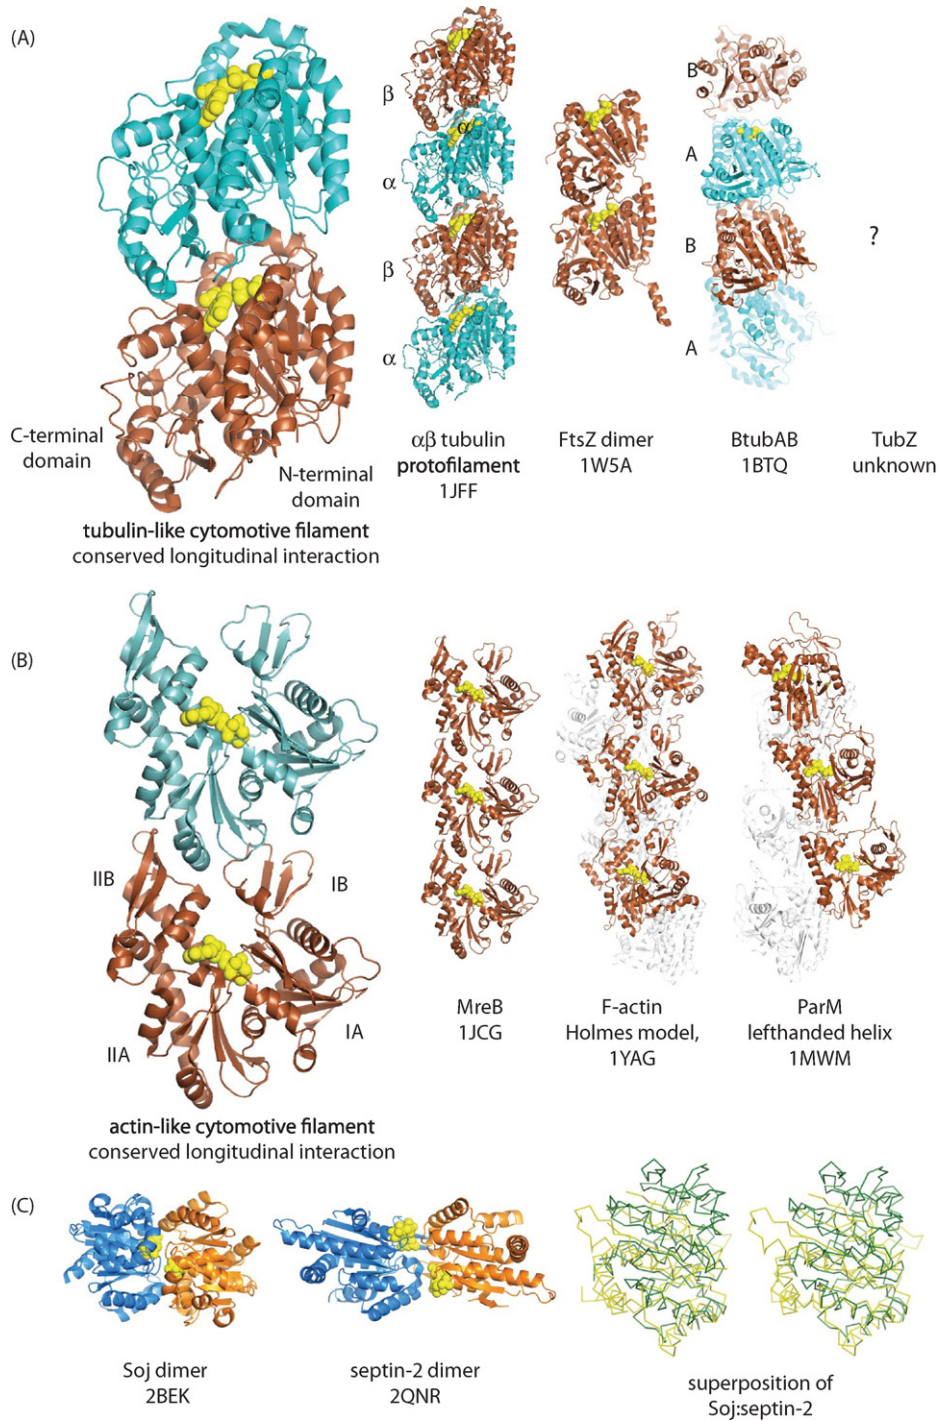 (A)
β
α
α
β
α
B
A
B
A
?
C-terminal
domain
N-terminal
domain
tubulin-like cytomotive filament
conserved longitudinal interaction
αβ tubulin
protofilament
1JFF
FtsZ dimer
1W5A
BtubAB
1BTQ
TubZ
unknown
(B)
IIB
IB
IIA
IA
actin-like cytomotive filament
conserved longitudinal interaction
MreB
1JCG
F-actin
Holmes model,
1YAG
ParM
lefthanded helix
1MWM
(C)
Soj dimer
2BEK
septin-2 dimer
2QNR
superposition of
Soj:septin-2